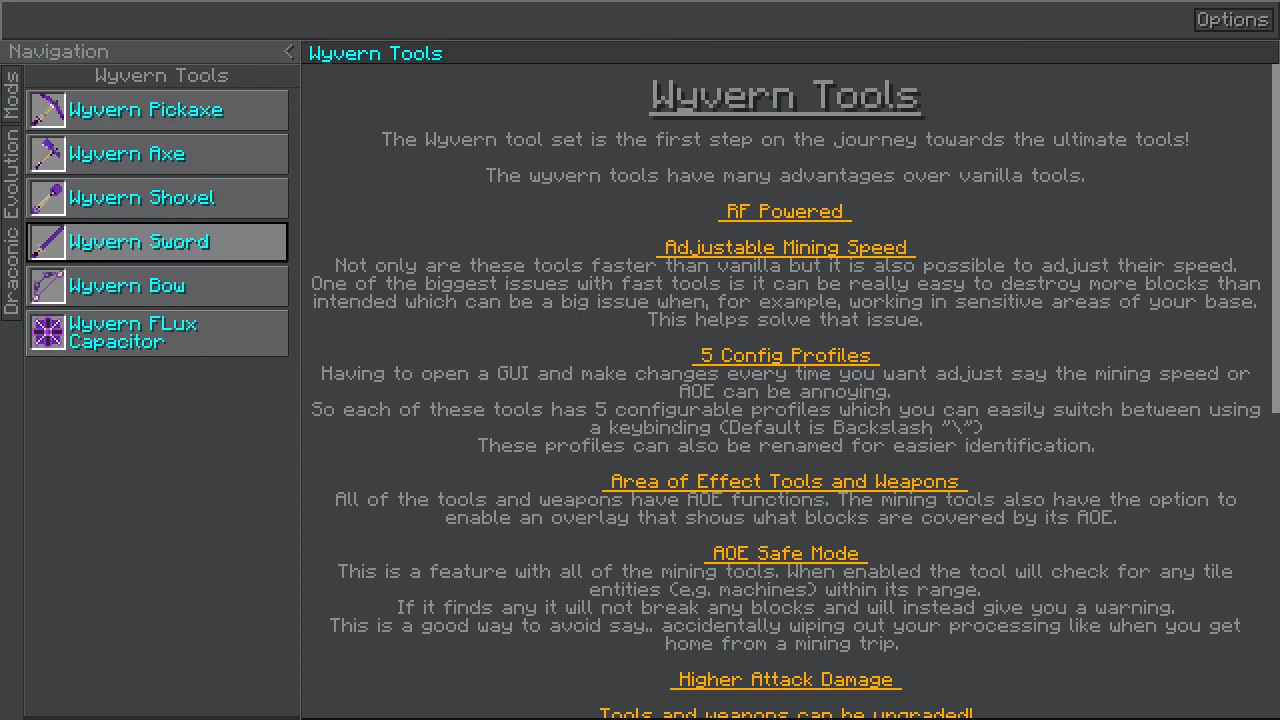 Options
Navigation
Wyvern Tools
Mods
Draconic Evolution
Wyvern Pickaxe
Wyvern Axe
Wyvern Shovel
Wyvern Sword
Wyvern Bow
Wyvern FLux
Capacitor
Wyvern Tools
Wyvern Tools
The Wyvern tool set is the first step on the journey towards the ultimate tools!
The wyvern tools have many advantages over vanilla tools.
RF Powered
Adjustable Mining Speed
Not only are these tools faster than vanilla but it is also possible to adjust their speed.
One of the biggest issues with fast tools is it can be really easy to destroy more blocks than
intended which can be a big issue when, for example, working in sensitive areas of your base.
This helps solve that issue.
5 Config Profiles
Having to open a GUI and make changes every time you want adjust say the mining speed or
AOE can be annoying.
So each of these tools has 5 configurable profiles which you can easily switch between using
a keybinding (Default is Backslash "\")
These profiles can also be renamed for easier identification.
Area of Effect Tools and Weapons
All of the tools and weapons have AOE functions. The mining tools also have the option to
enable an overlay that shows what blocks are covered by its AOE.
AOE Safe Mode
This is a feature with all of the mining tools. When enabled the tool will check for any tile
entities (e.g. machines) within its range.
If it finds any it will not break any blocks and will instead give you a warning.
This is a good way to avoid say.. accidentally wiping out your processing like when you get
home from a mining trip.
Higher Attack Damage
Tools and weapons can be upgraded!